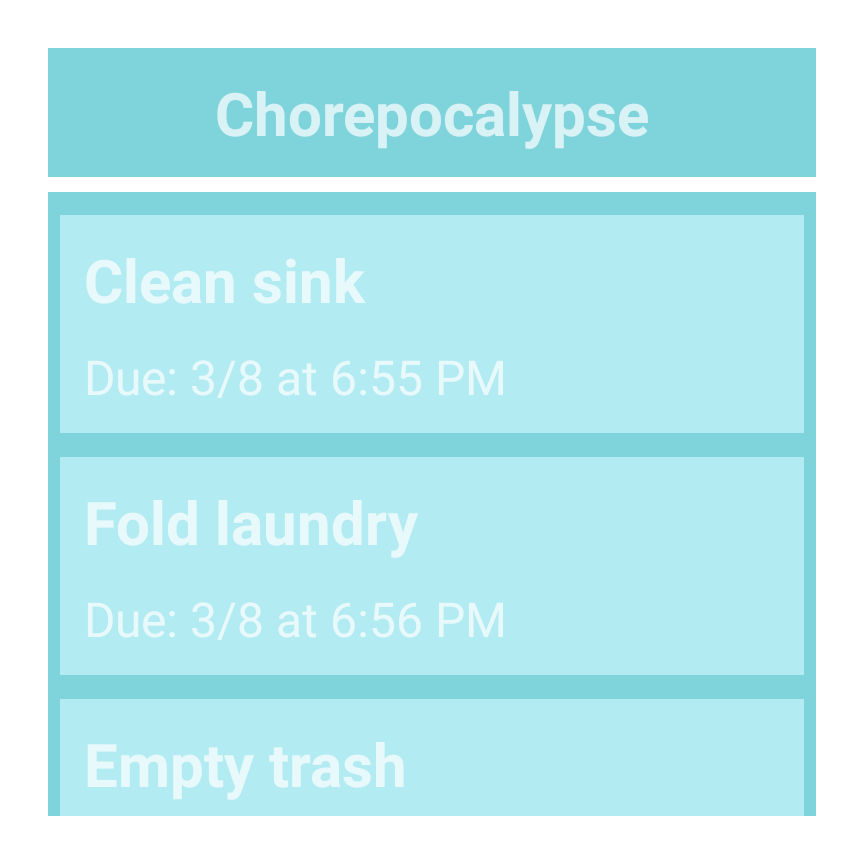 Chorepocalypse
Clean sink
Due: 3/8 at 6:55 PM
Fold laundry
Due: 3/8 at 6:56 PM
Empty trash